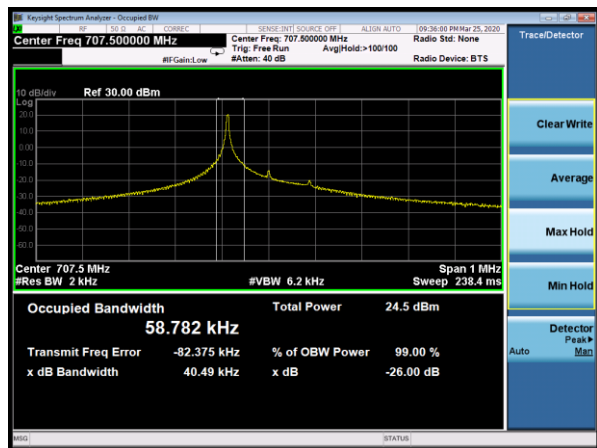 Keysight Spectrum Analyzer - Occupied BW
RF 50 Ω AC CORREC SENSE:INT SOURCE OFF ALIGN AUTO 09:36:00 PM Mar 25, 2020
Center Freq 707.500000 MHz Center Freq: 707.500000 MHz Radio Std: None
Trig: Free Run Avg|Hold:>100/100
#IFGain:Low #Atten: 40 dB Radio Device: BTS
Trace/Detector
10 dB/div Ref 30.00 dBm
Log
20.0
10.0
0.00
-10.0
-20.0
-30.0
-40.0
-50.0
-60.0
Center 707.5 MHz Span 1 MHz
#Res BW 2 kHz #VBW 6.2 kHz Sweep 238.4 ms
Occupied Bandwidth Total Power 24.5 dBm
58.782 kHz
Transmit Freq Error -82.375 kHz % of OBW Power 99.00 %
x dB Bandwidth 40.49 kHz x dB -26.00 dB
Clear Write
Average
Max Hold
Min Hold
Detector
Peak▶
Auto Man
MSG STATUS